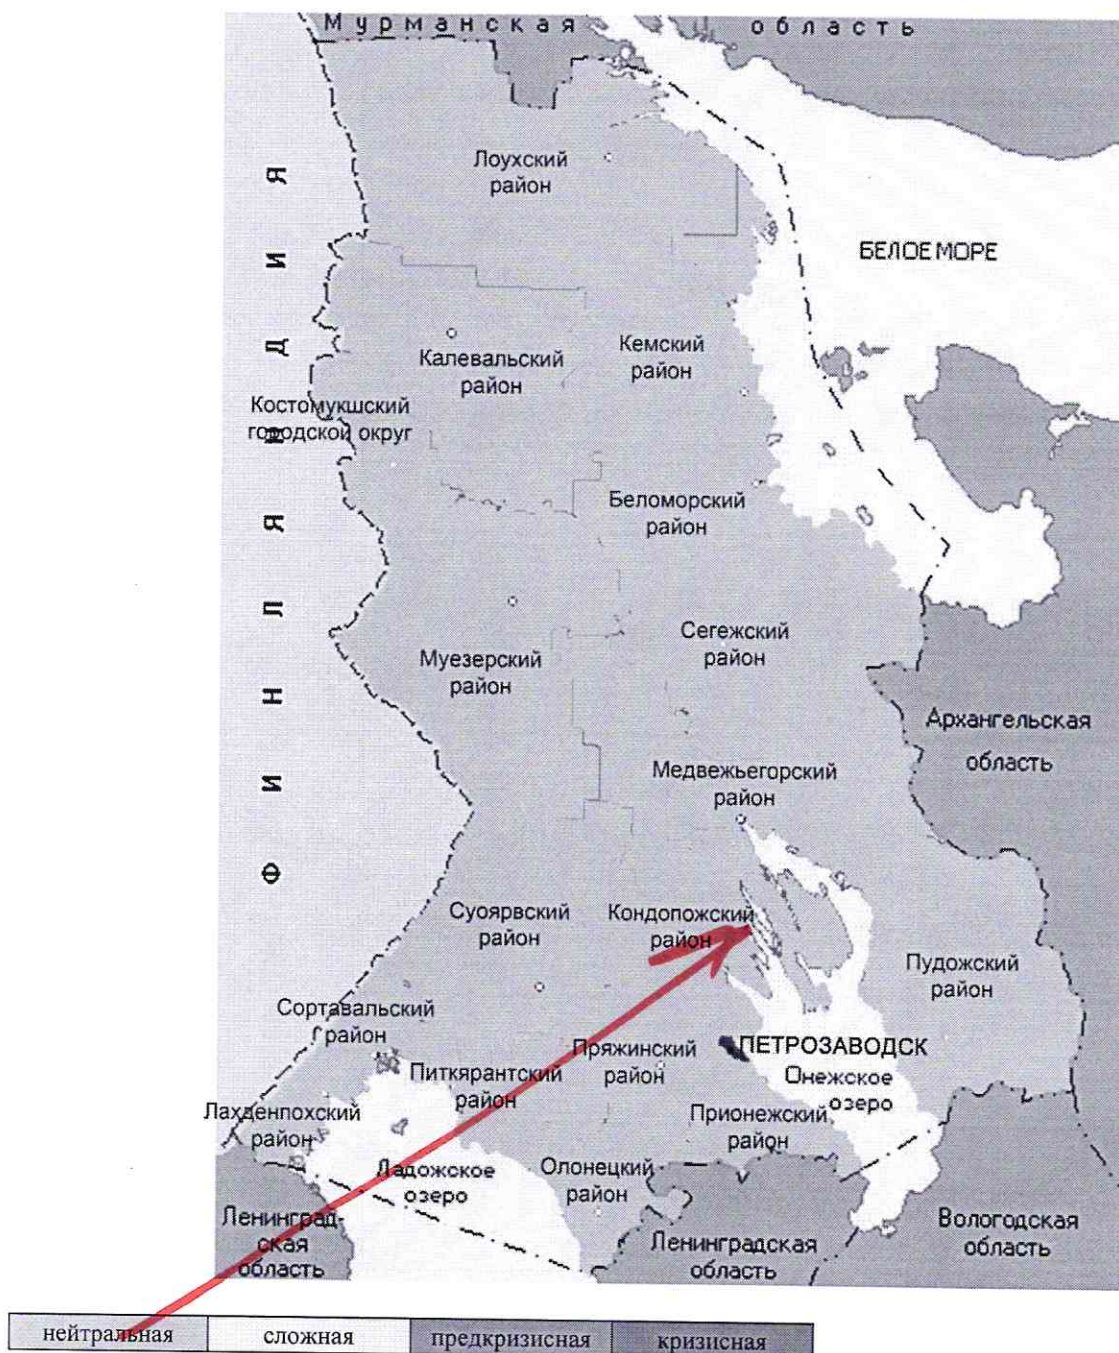 Мурманская область
ФИНЛЯНДИЯ
Лоухский
район
БЕЛОЕ МОРЕ
Калевальский
район
Кемский
район
Костомукшский
городской округ
Беломорский
район
Муезерский
район
Сегежский
район
Архангельская
область
Медвежьегорский
район
Суоярвский
район
Кондопожский
район
Пудожский
район
Сортавальский
район
Питкярантский
район
Пряжинский
район
ПЕТРОЗАВОДСК
Онежское
озеро
Лахденпохский
район
Прионежский
район
Ладожское
озеро
Олонецкий
район
Ленинград-
ская
область
Ленинградская
область
Вологодская
область
нейтральная сложная предкризисная кризисная